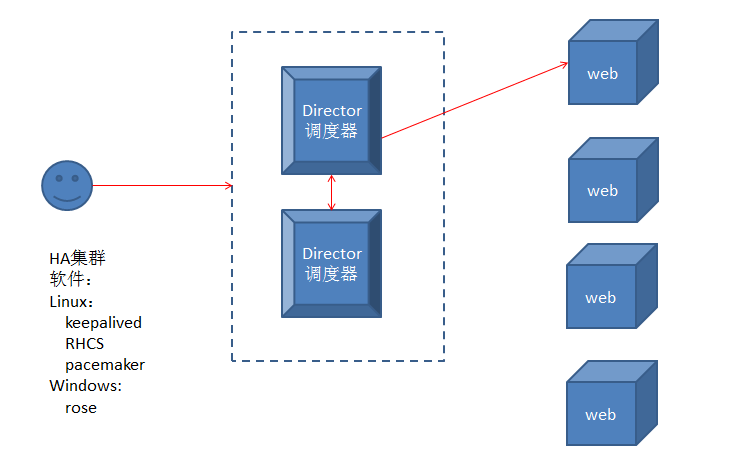 web
Director
调度器
web
Director
调度器
HA集群
软件：
Linux：
keepalived
RHCS
pacemaker
Windows:
rose
web
web